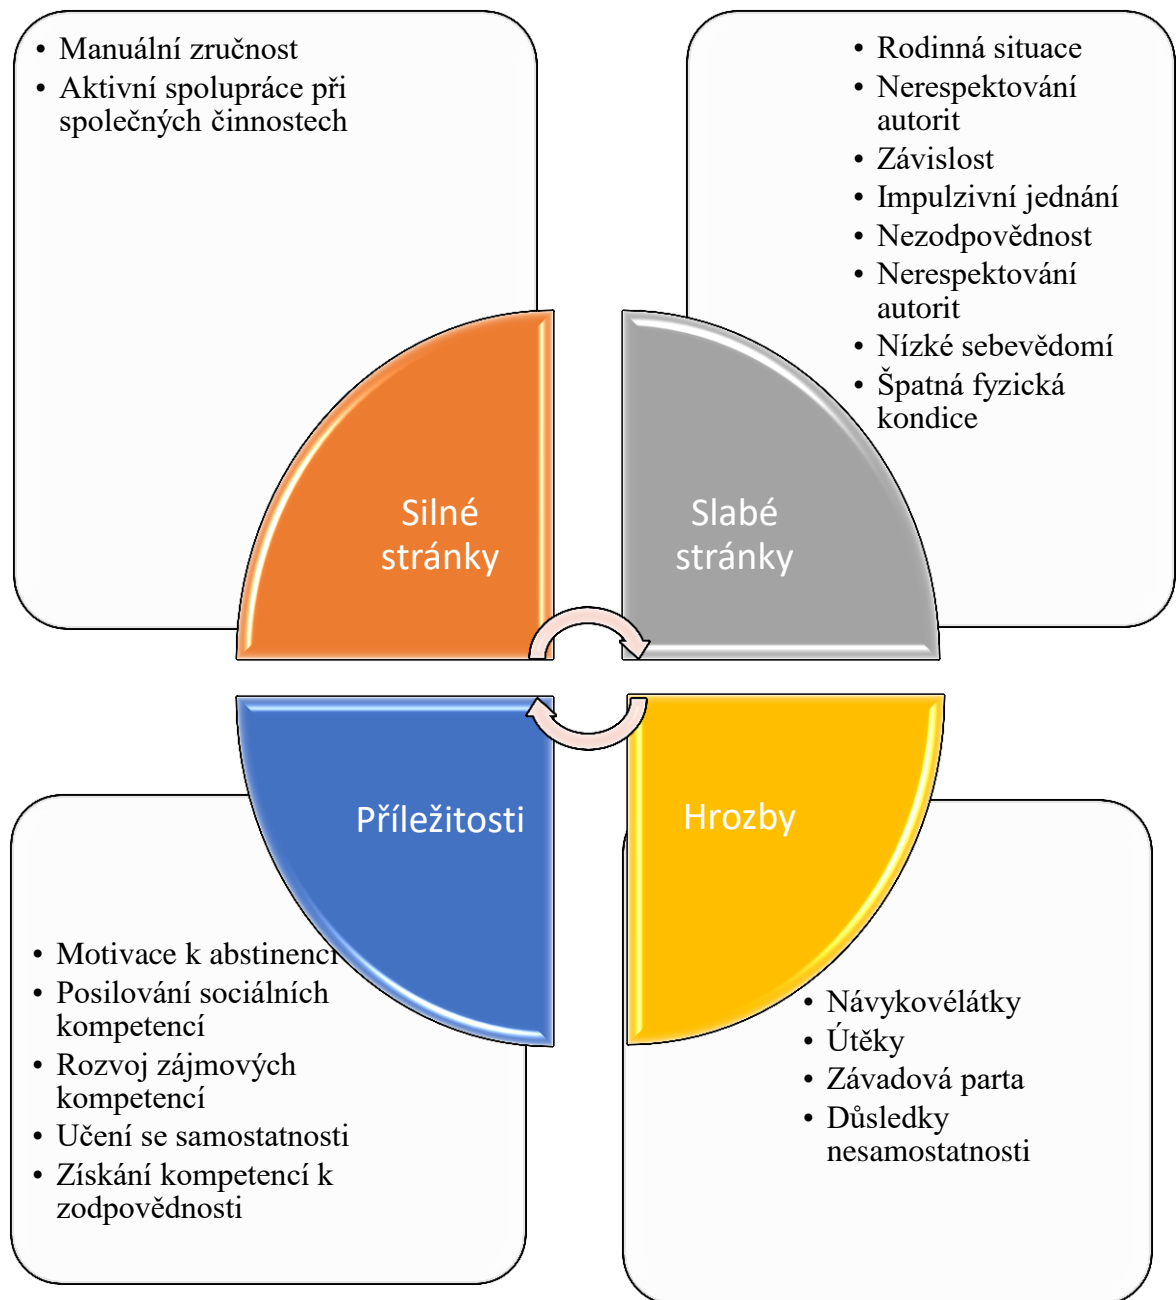 • Manuální zručnost
• Aktivní spolupráce při
společných činnostech
• Rodinná situace
• Nerespektování
autorit
• Závislost
• Impulzivní jednání
• Nezodpovědnost
• Nerespektování
autorit
• Nízké sebevědomí
• Špatná fyzická
kondice
Silné
stránky
Slabé
stránky
Příležitosti
Hrozby
• Motivace k abstinenci
• Posilování sociálních
kompetencí
• Rozvoj zájmových
kompetencí
• Učení se samostatnosti
• Získání kompetencí k
zodpovědnosti
• Návykovélátky
• Útěky
• Závadová parta
• Důsledky
nesamostatnosti